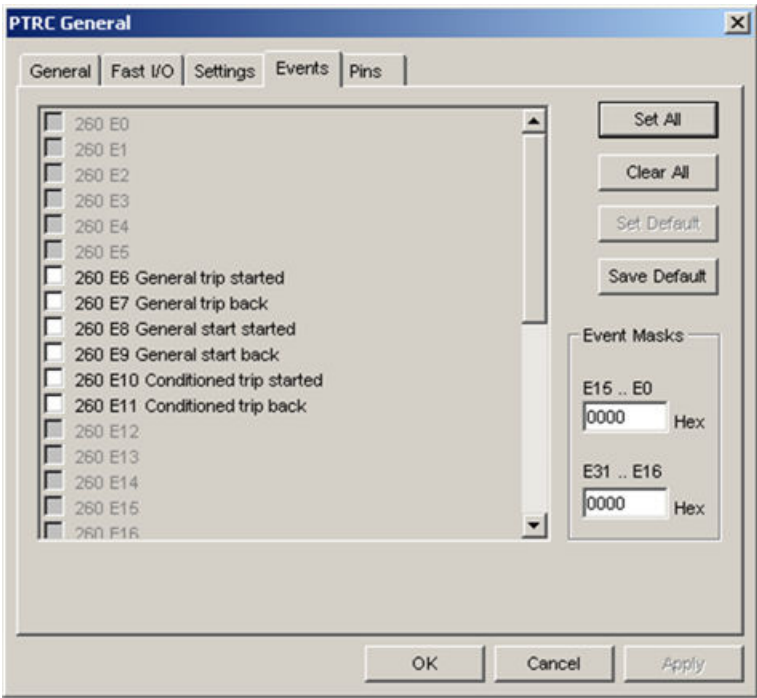 PTRC General
General Fast I/O Settings Events Pins
260 E0
260 E1
260 E2
260 E3
260 E4
260 E5
260 E6 General trip started
260 E7 General trip back
260 E8 General start started
260 E9 General start back
260 E10 Conditioned trip started
260 E11 Conditioned trip back
260 E12
260 E13
260 E14
260 E15
260 E16
Set All
Clear All
Set Default
Save Default
Event Masks
E15 .. E0
0000 Hex
E31 .. E16
0000 Hex
OK Cancel Apply